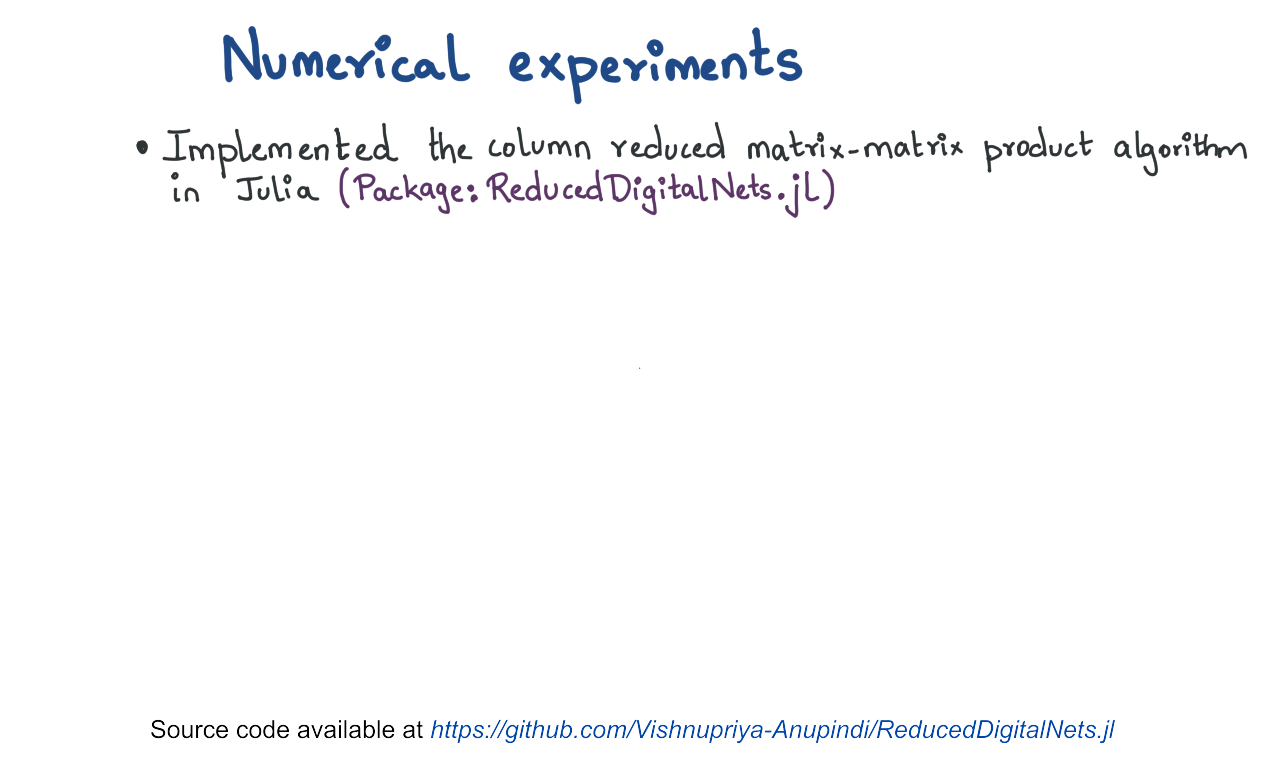 Numerical experiments
• Implemented the column reduced matrix-matrix product algorithm
in Julia (Package: ReducedDigitalNets.jl)
Source code available at https://github.com/Vishnupriya-Anupindi/ReducedDigitalNets.jl